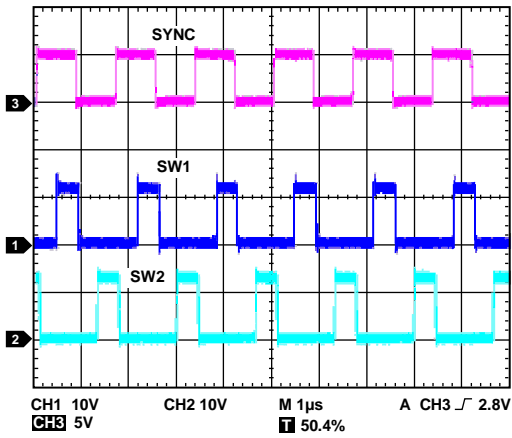 SYNC
3
SW1
1
SW2
2
CH1 10V CH2 10V M 1µs A CH3 2.8V
CH3 5V T 50.4%